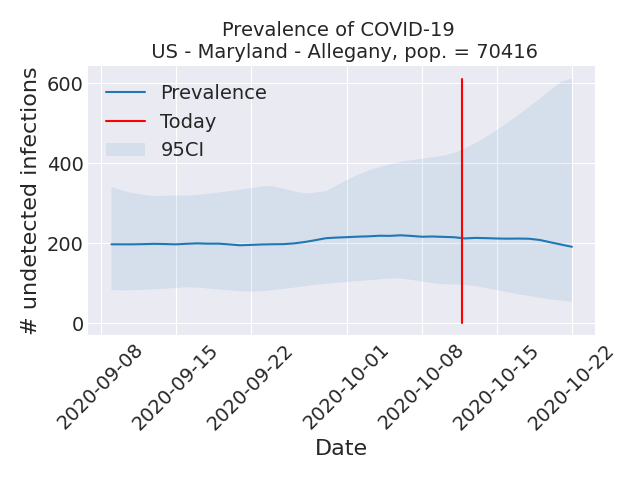 Prevalence of COVID-19
US - Maryland - Allegany, pop. = 70416
600
400
200
0
# undetected infections
Prevalence
Today
95CI
2020-09-08
2020-09-15
2020-09-22
2020-10-01
2020-10-08
2020-10-15
2020-10-22
Date